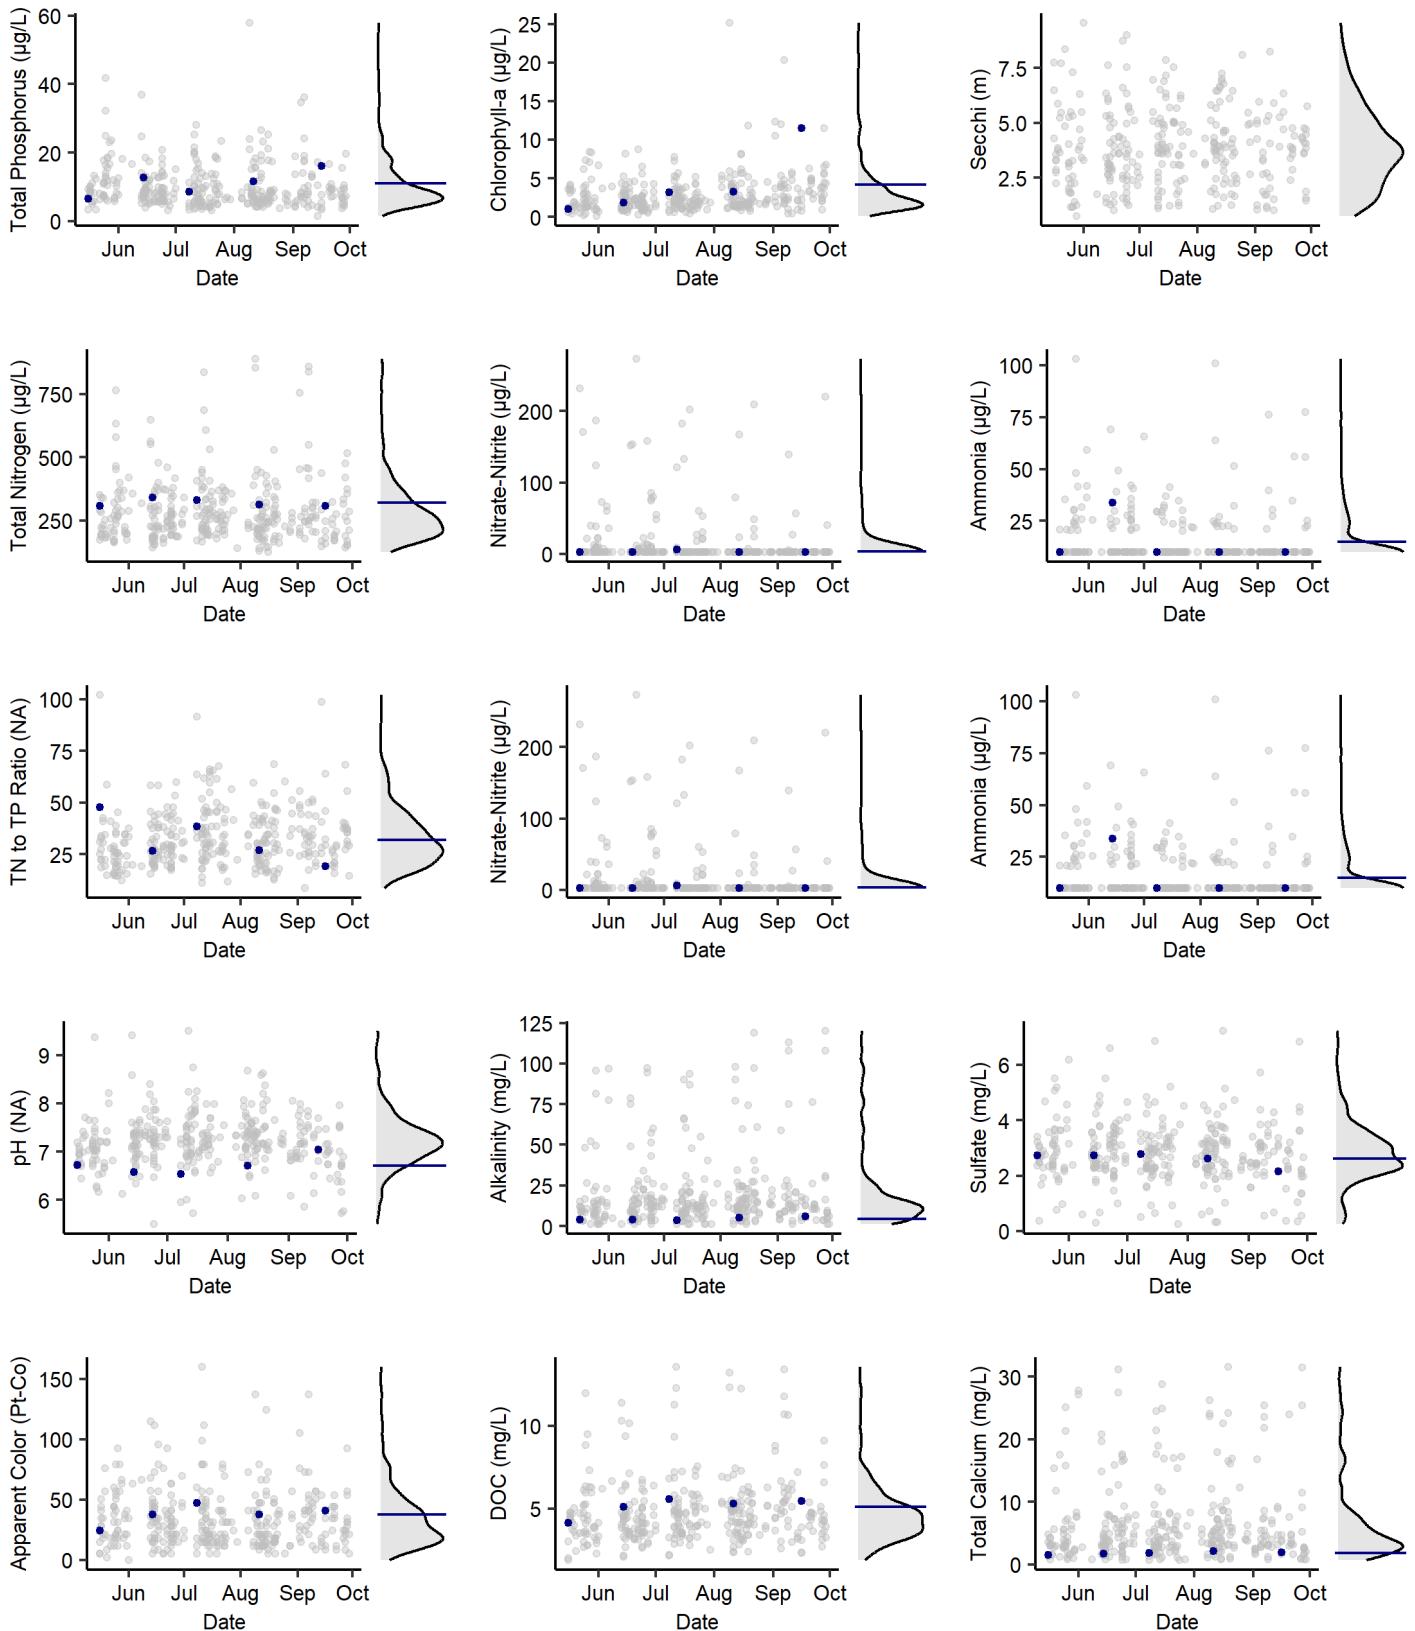 Total Phosphorus (µg/L)
60
40
20
0
Jun Jul Aug Sep Oct
Date
Chlorophyll-a (µg/L)
25
20
15
10
5
0
Jun Jul Aug Sep Oct
Date
Secchi (m)
7.5
5.0
2.5
Jun Jul Aug Sep Oct
Date
Total Nitrogen (µg/L)
750
500
250
Jun Jul Aug Sep Oct
Date
Nitrate-Nitrite (µg/L)
200
100
0
Jun Jul Aug Sep Oct
Date
Ammonia (µg/L)
100
75
50
25
Jun Jul Aug Sep Oct
Date
TN to TP Ratio (NA)
100
75
50
25
Jun Jul Aug Sep Oct
Date
Nitrate-Nitrite (µg/L)
200
100
0
Jun Jul Aug Sep Oct
Date
Ammonia (µg/L)
100
75
50
25
Jun Jul Aug Sep Oct
Date
pH (NA)
9
8
7
6
Jun Jul Aug Sep Oct
Date
Alkalinity (mg/L)
125
100
75
50
25
0
Jun Jul Aug Sep Oct
Date
Sulfate (mg/L)
6
4
2
0
Jun Jul Aug Sep Oct
Date
Apparent Color (Pt-Co)
150
100
50
0
Jun Jul Aug Sep Oct
Date
DOC (mg/L)
10
5
Jun Jul Aug Sep Oct
Date
Total Calcium (mg/L)
30
20
10
0
Jun Jul Aug Sep Oct
Date